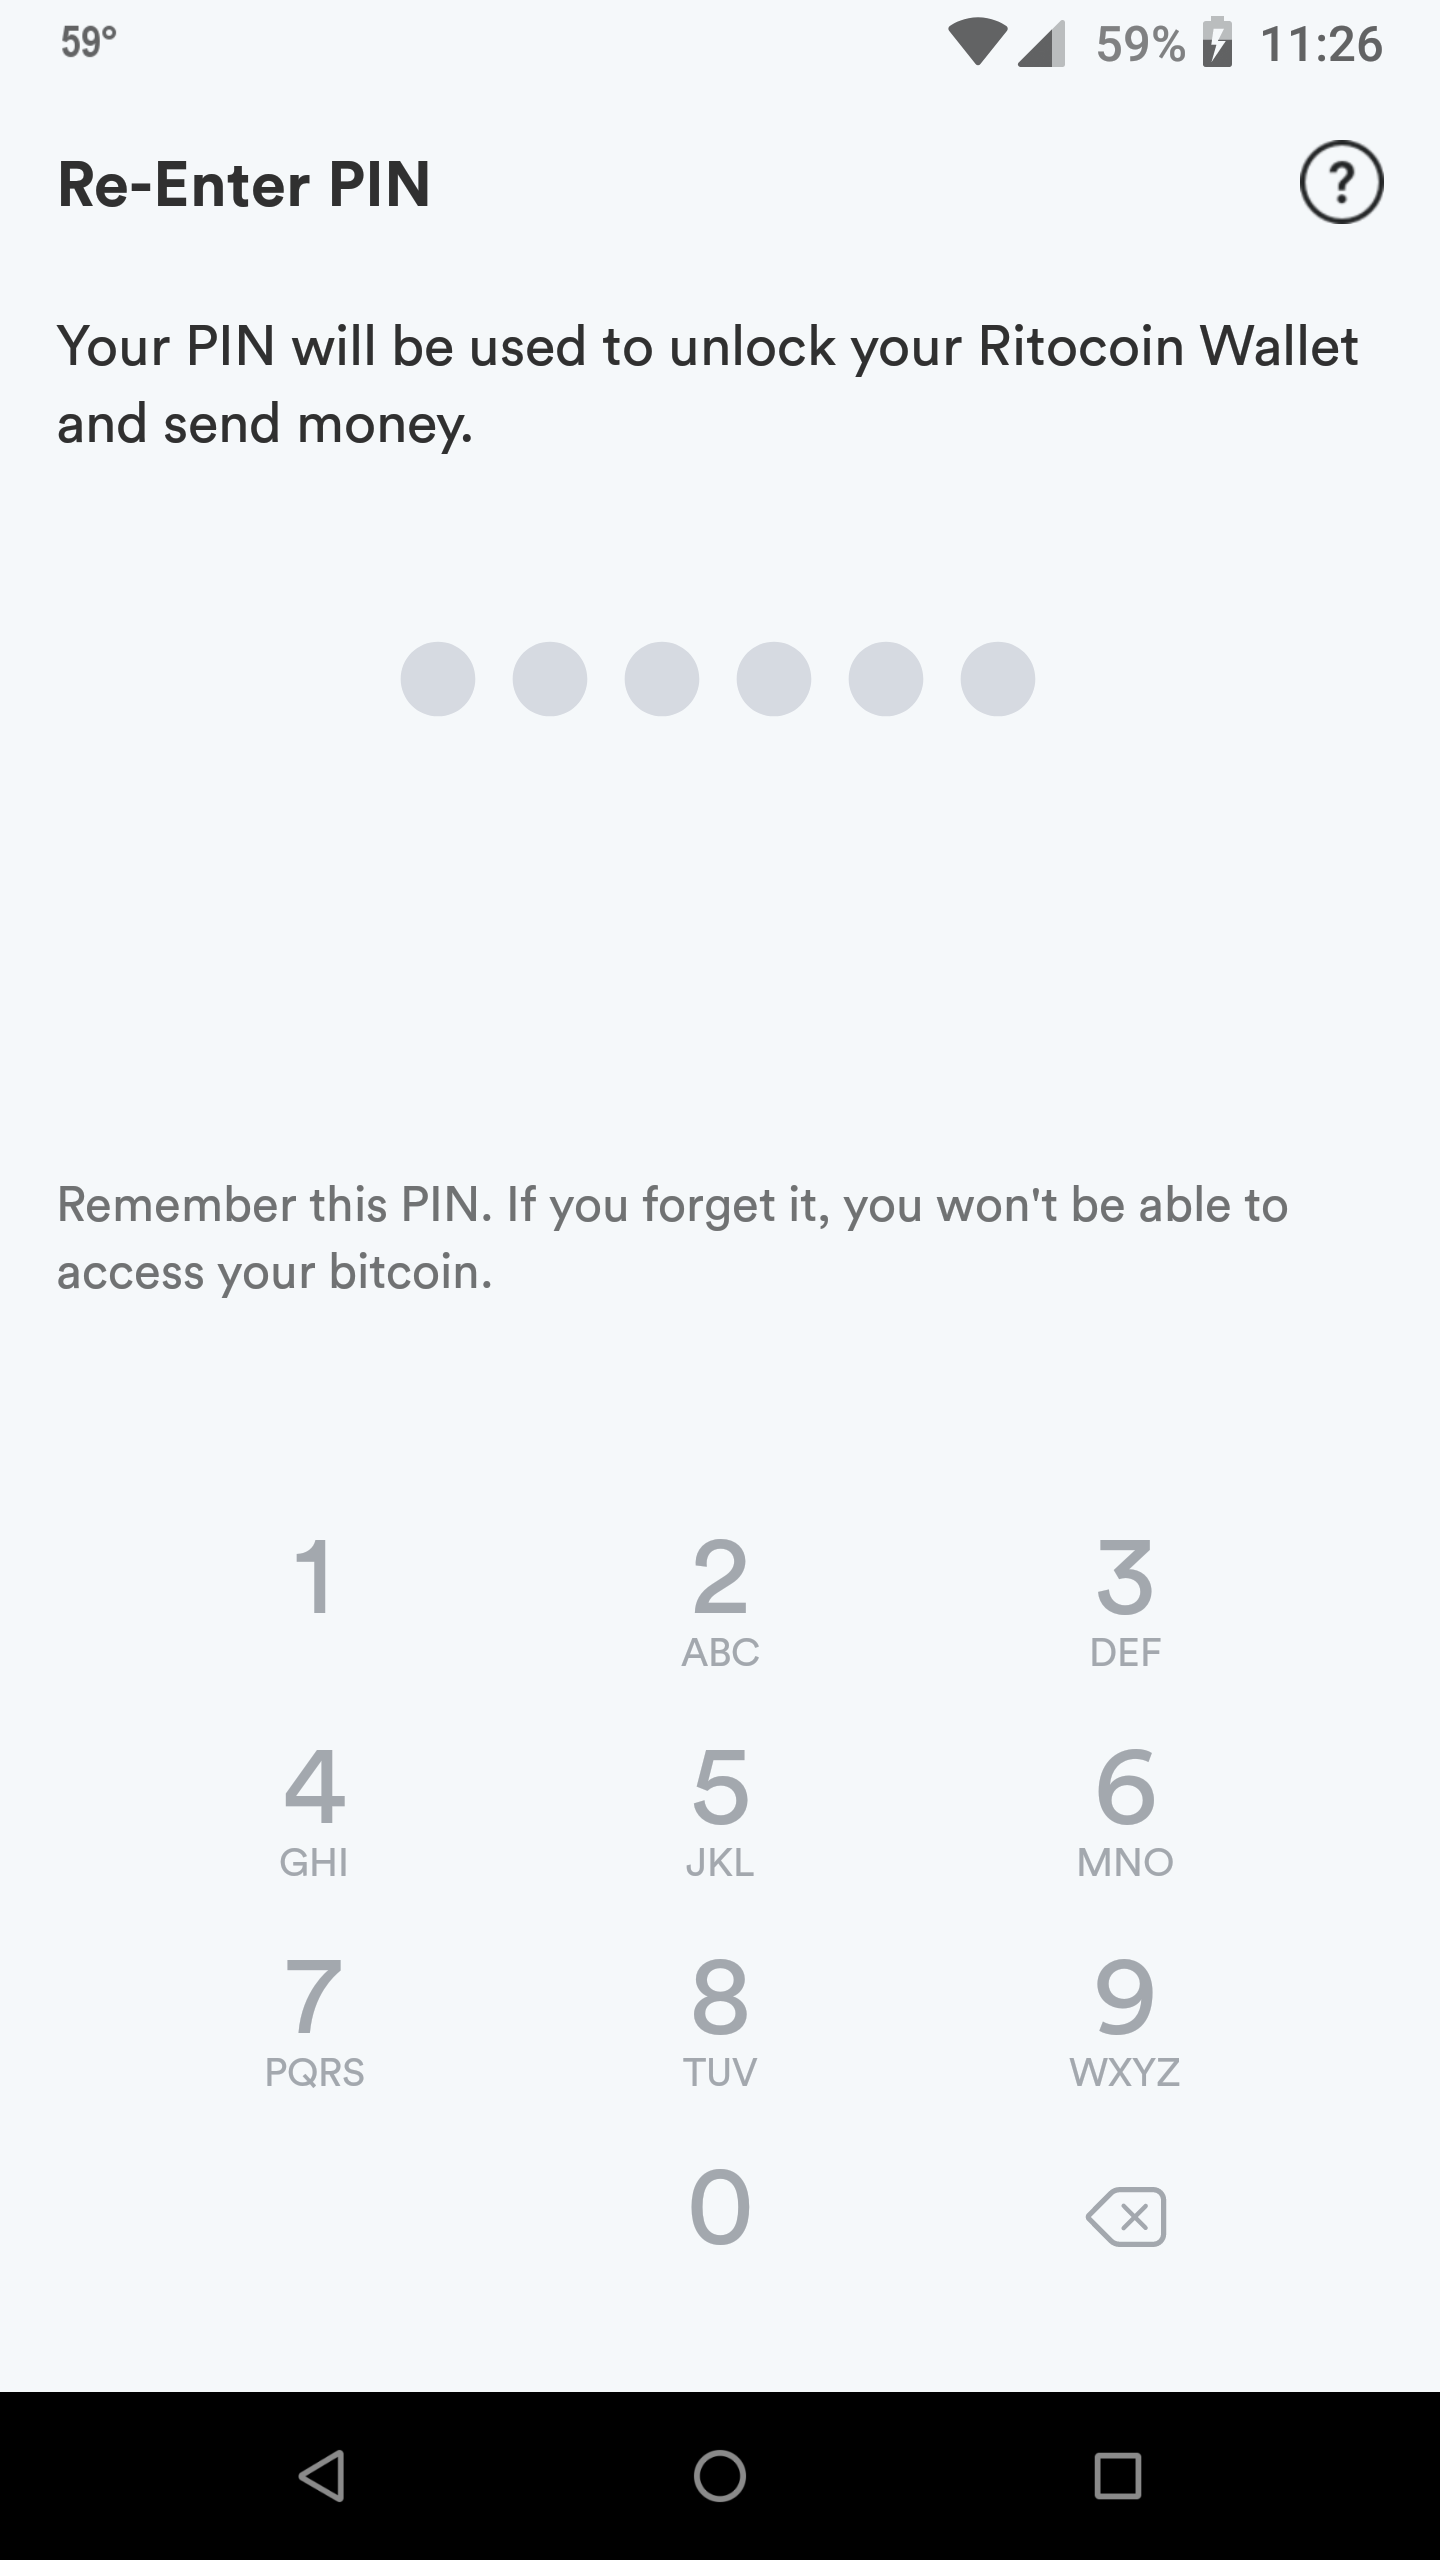 59°
59% 11:26
Re-Enter PIN
?
Your PIN will be used to unlock your Ritocoin Wallet
and send money.
Remember this PIN. If you forget it, you won't be able to
access your bitcoin.
1 2 3
ABC DEF
4 5 6
GHI JKL MNO
7 8 9
PQRS TUV WXYZ
0